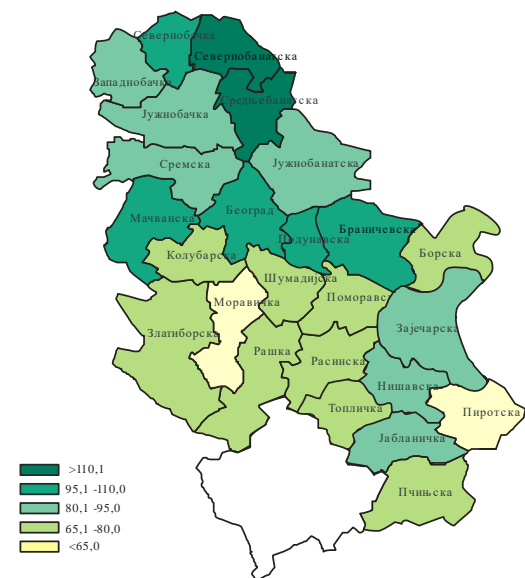 Севернобачка
Севернобанатска
Западнобачка
Средњебанатска
Јужнобачка
Сремска
Јужнобанатска
Мачванска
Београд
Подунавска
Браничевска
Борска
Колубарска
Шумадијска
Моравичка
Поморавс
Златиборска
Зајечарска
Рашка
Расинска
Нишавска
Топличка
Пиротска
Јабланичка
Пчињска
>110,1
95,1 -110,0
80,1 -95,0
65,1 -80,0
<65,0